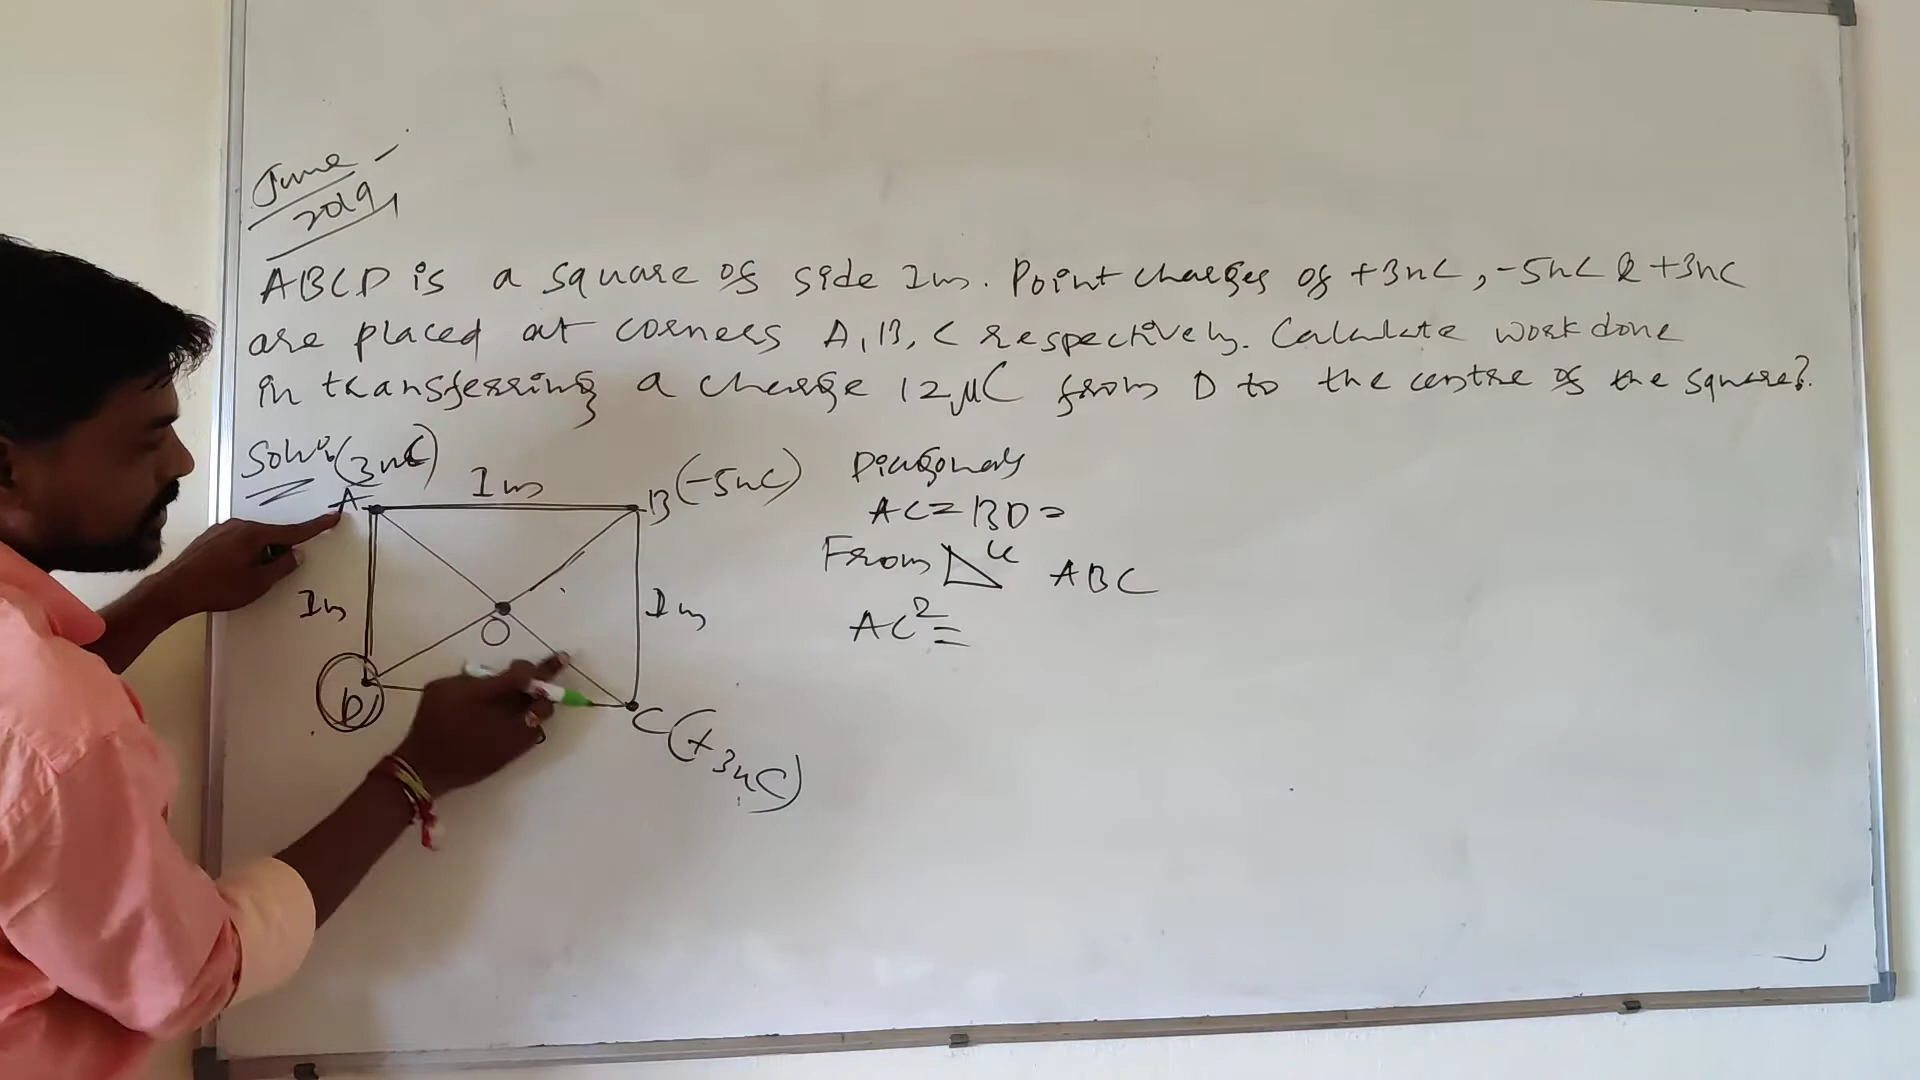 June -
2019
ABCD is a square of side 1m. Point charges of +3nC, -5nC & +3nC
are placed at corners A, B, C respectively. Calculate work done
in transferring a charge 12μC from D to the centre of the square?
Soln: (3nC)
A 1m B (-5nC)
1m 1m
O
D C (+3nC)
Diagonals
AC = BD =
From △le ABC
AC² =